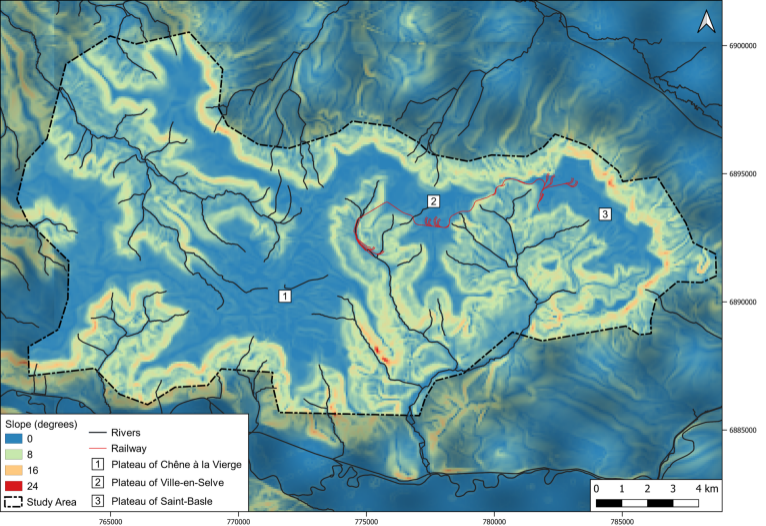 6900000
6895000
6890000
6885000
1
2
3
Slope (degrees)
0
8
16
24
Study Area
Rivers
Railway
1 Plateau of Chêne à la Vierge
2 Plateau of Ville-en-Selve
3 Plateau of Saint-Basle
0 1 2 3 4 km
765000 770000 775000 780000 785000